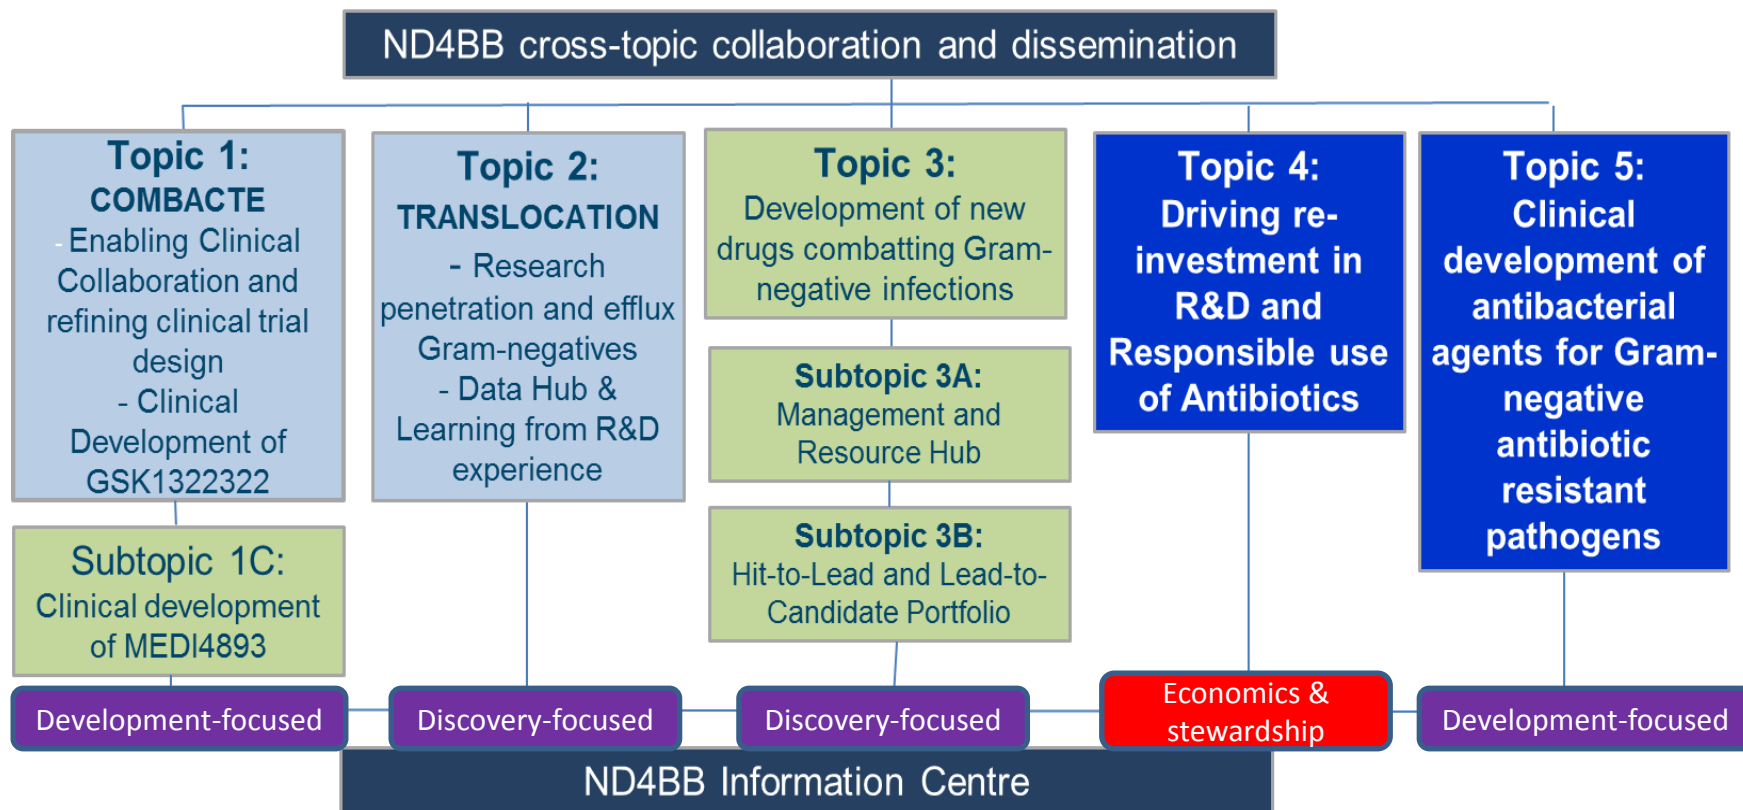 ND4BB cross-topic collaboration and dissemination
Topic 1:
COMBACTE
- Enabling Clinical
Collaboration and
refining clinical trial
design
- Clinical
Development of
GSK1322322
Subtopic 1C:
Clinical development
of MEDI4893
Development-focused
Topic 2:
TRANSLOCATION
- Research
penetration and efflux
Gram-negatives
- Data Hub &
Learning from R&D
experience
Discovery-focused
Topic 3:
Development of new
drugs combatting Gram-
negative infections
Subtopic 3A:
Management and
Resource Hub
Subtopic 3B:
Hit-to-Lead and Lead-to-
Candidate Portfolio
Discovery-focused
Topic 4:
Driving re-
investment in
R&D and
Responsible use
of Antibiotics
Economics &
stewardship
Topic 5:
Clinical
development of
antibacterial
agents for Gram-
negative
antibiotic
resistant
pathogens
Development-focused
ND4BB Information Centre